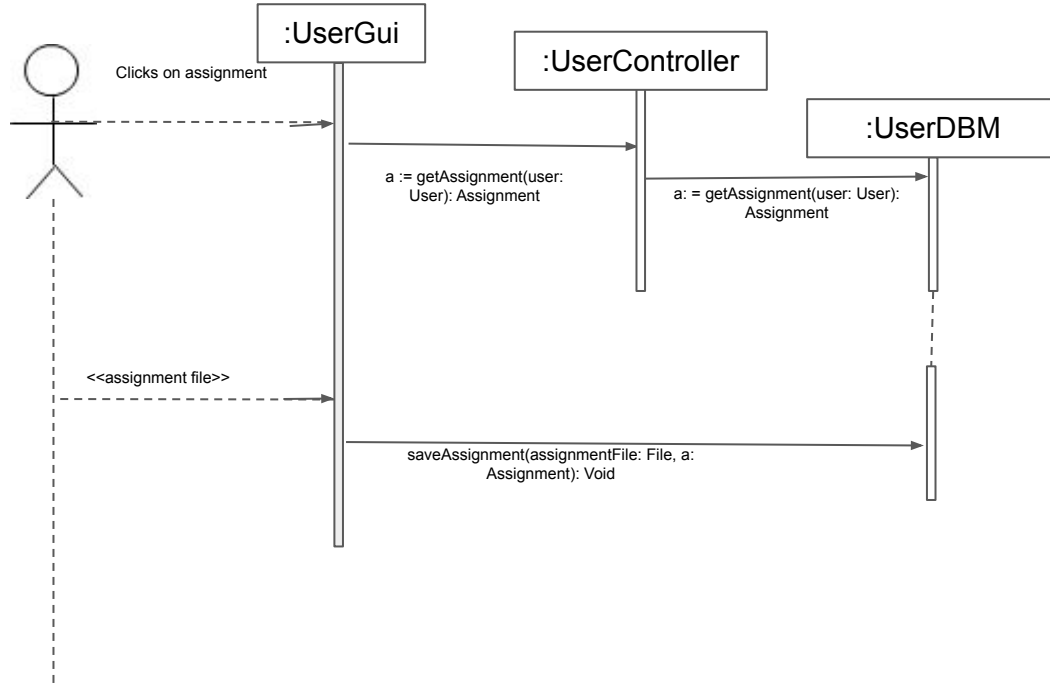 :UserGui
:UserController
:UserDBM
Clicks on assignment
a := getAssignment(user:
User): Assignment
a: = getAssignment(user: User):
Assignment
<<assignment file>>
saveAssignment(assignmentFile: File, a:
Assignment): Void